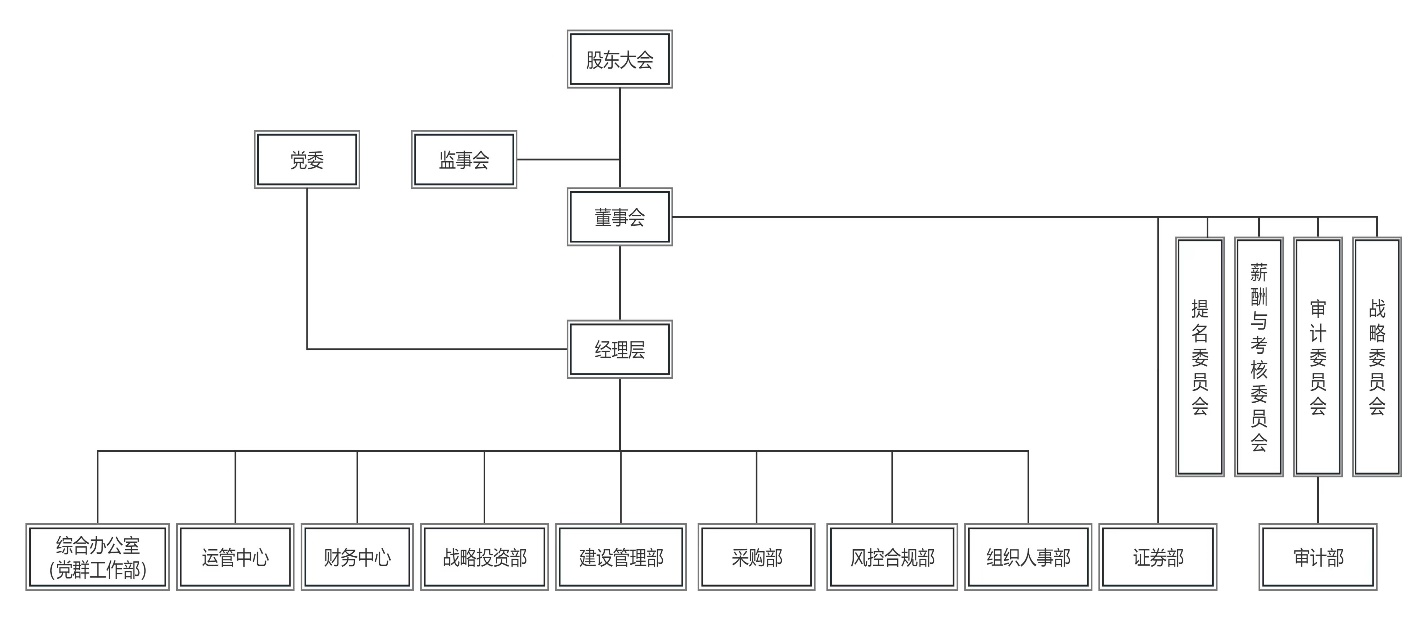 股东大会
党委
监事会
董事会
提名委员会
薪酬与考核委员会
审计委员会
战略委员会
经理层
综合办公室
(党群工作部)
运管中心
财务中心
战略投资部
建设管理部
采购部
风控合规部
组织人事部
证券部
审计部